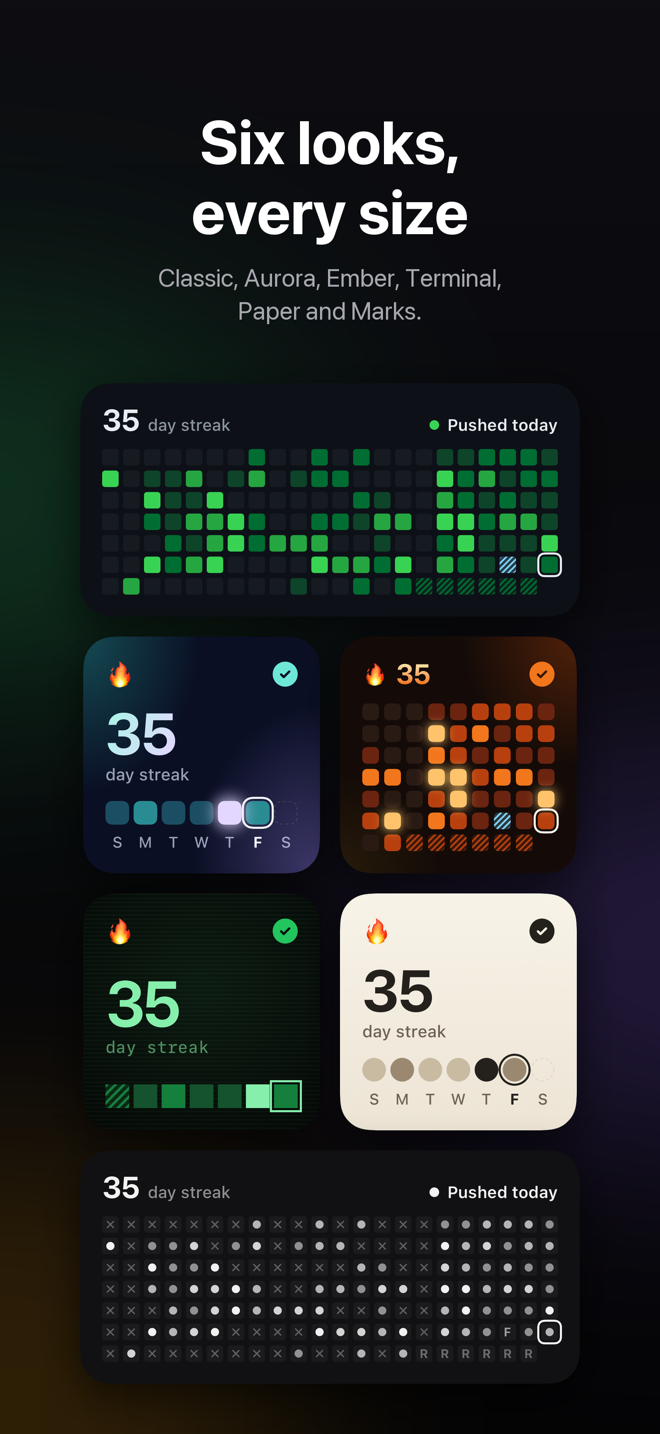 Six looks,
every size
Classic, Aurora, Ember, Terminal,
Paper and Marks.
35 day streak
Pushed today
35
day streak
S M T W T F S
35
35
day streak
35
day streak
S M T W T F S
35 day streak
Pushed today
F
R R R R R R